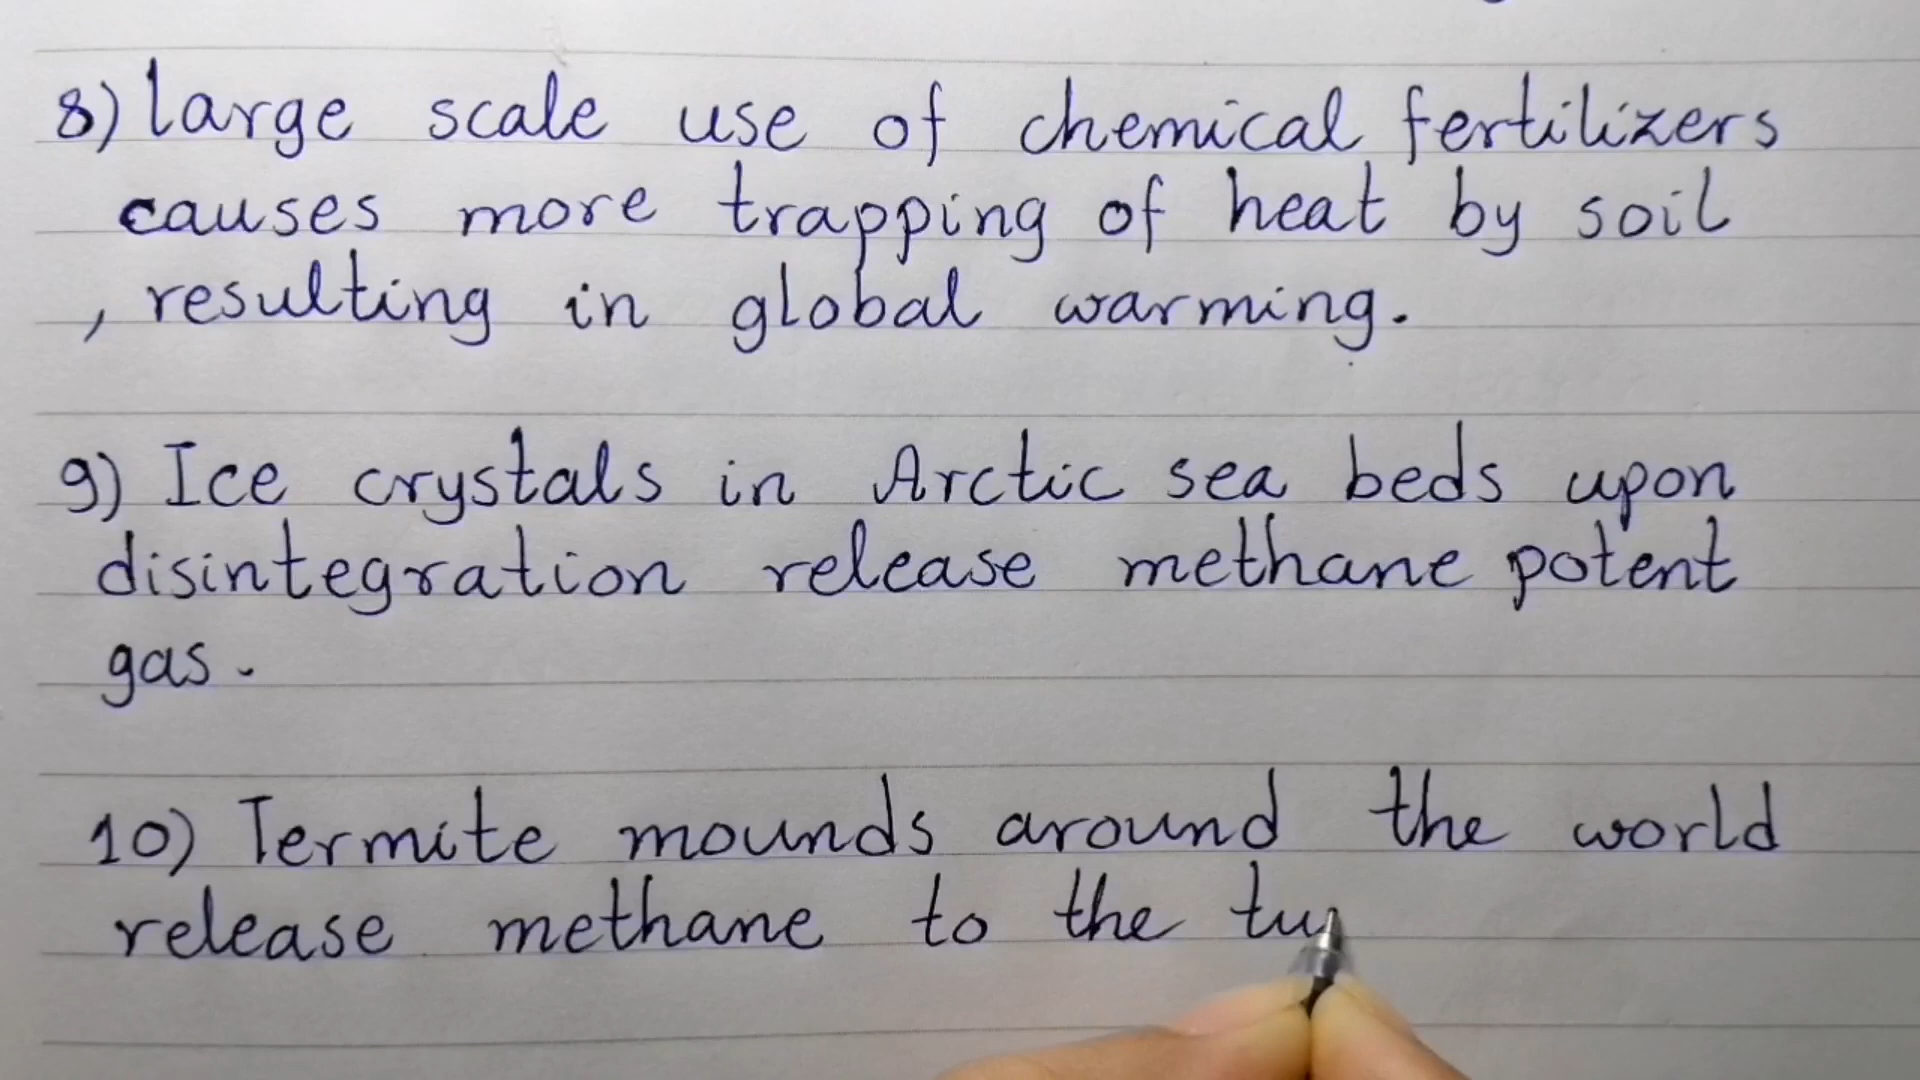 8) large scale use of chemical fertilizers
causes more trapping of heat by soil
, resulting in global warming.
9) Ice crystals in Arctic sea beds upon
disintegration release methane potent
gas.
10) Termite mounds around the world
release methane to the tu